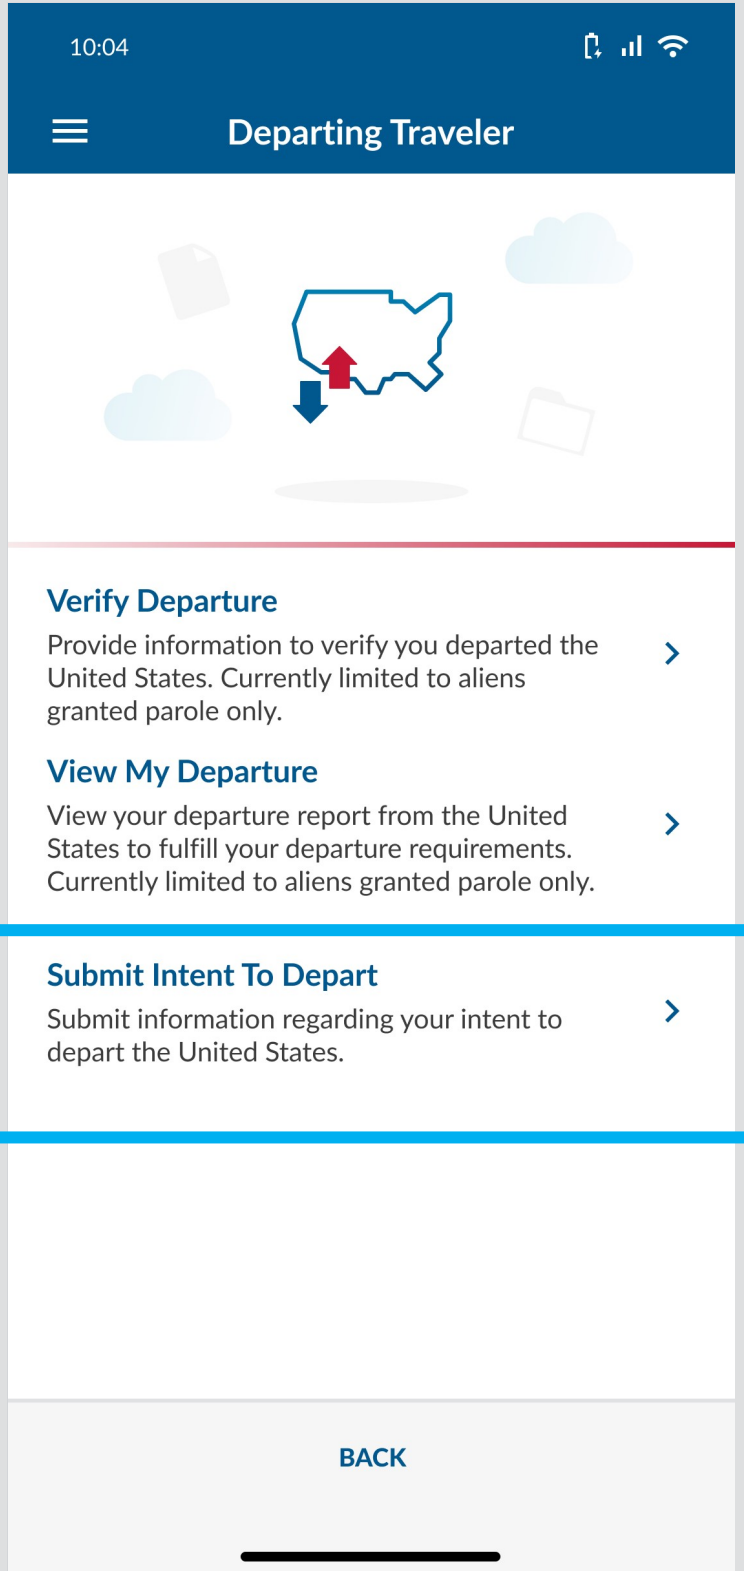 10:04
Departing Traveler
Verify Departure
Provide information to verify you departed the
United States. Currently limited to aliens
granted parole only.
View My Departure
View your departure report from the United
States to fulfill your departure requirements.
Currently limited to aliens granted parole only.
Submit Intent To Depart
Submit information regarding your intent to
depart the United States.
BACK